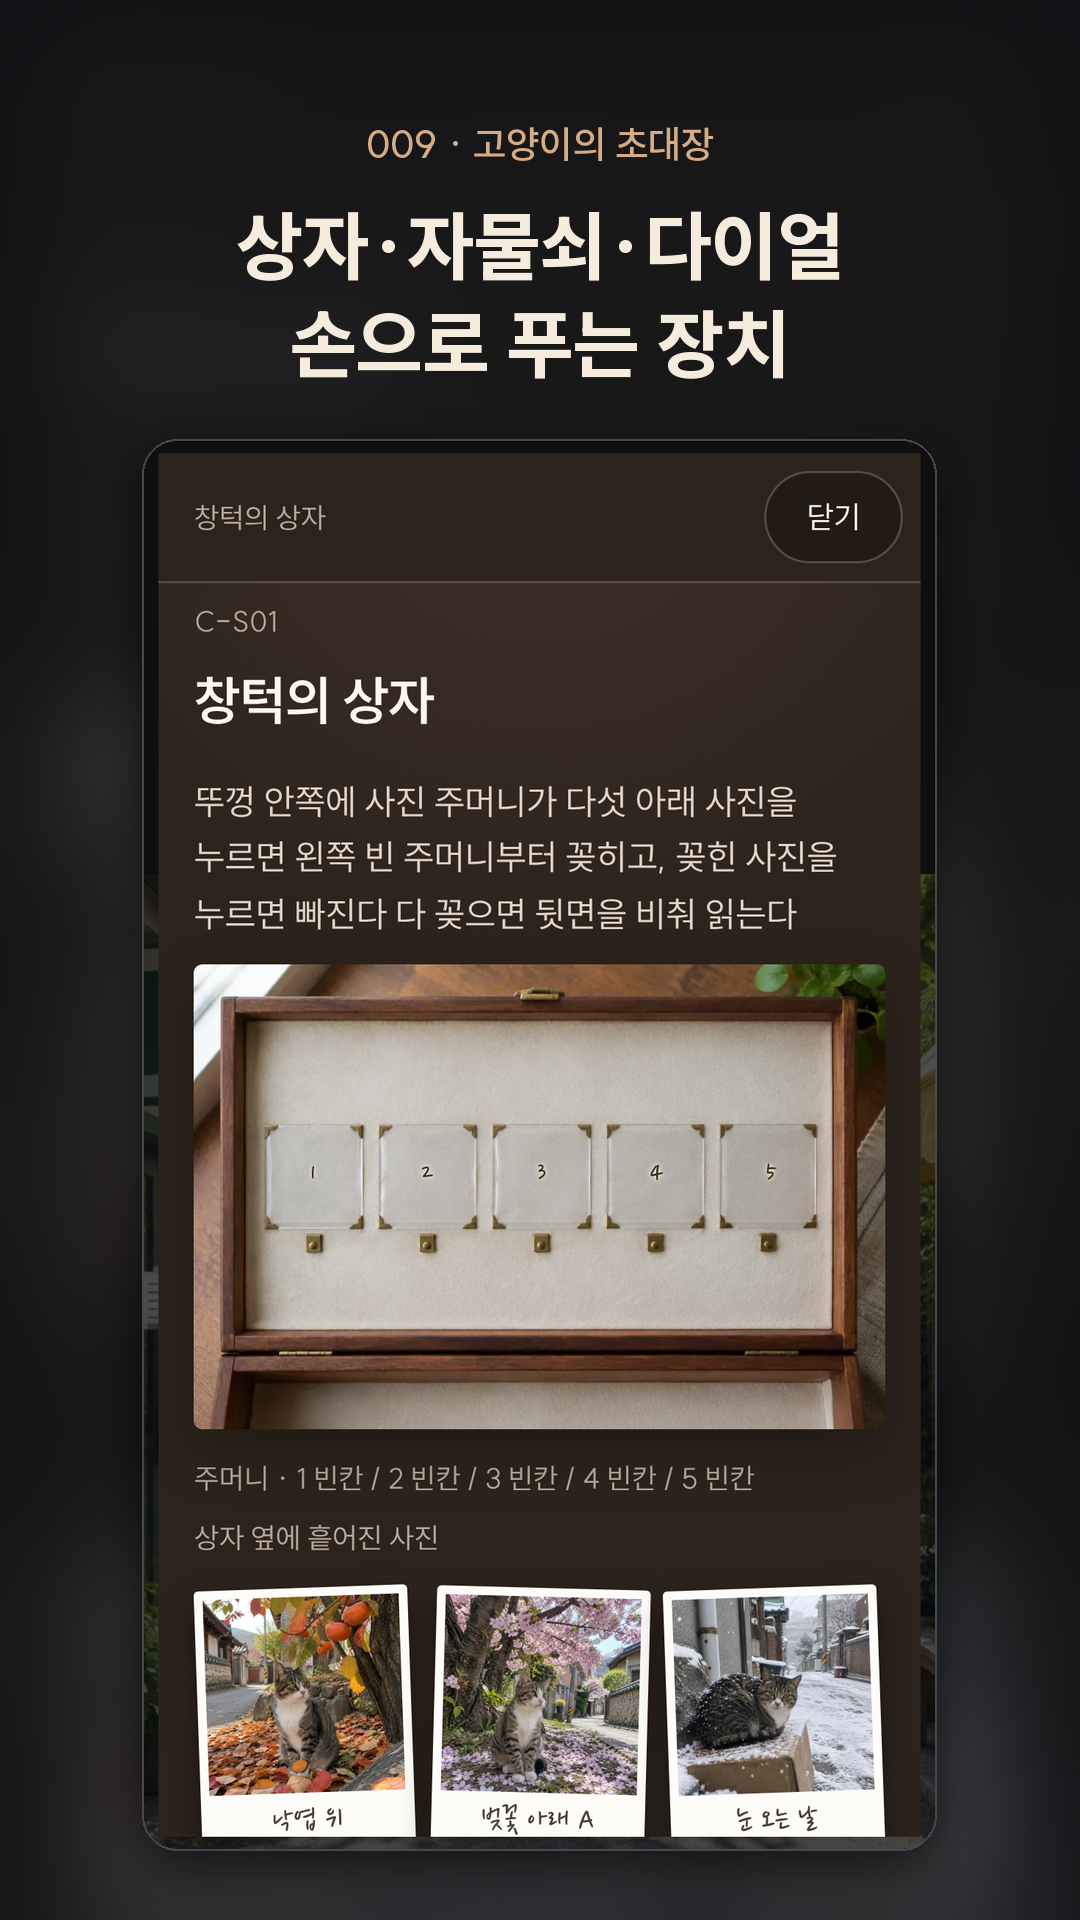 009 · 고양이의 초대장
상자·자물쇠·다이얼
손으로 푸는 장치
창턱의 상자
닫기
C-S01
창턱의 상자
뚜껑 안쪽에 사진 주머니가 다섯 아래 사진을
누르면 왼쪽 빈 주머니부터 꽂히고, 꽂힌 사진을
누르면 빠진다 다 꽂으면 뒷면을 비춰 읽는다
1 2 3 4 5
주머니 · 1 빈칸 / 2 빈칸 / 3 빈칸 / 4 빈칸 / 5 빈칸
상자 옆에 흩어진 사진
낙엽 위
벚꽃 아래 A
눈 오는 날